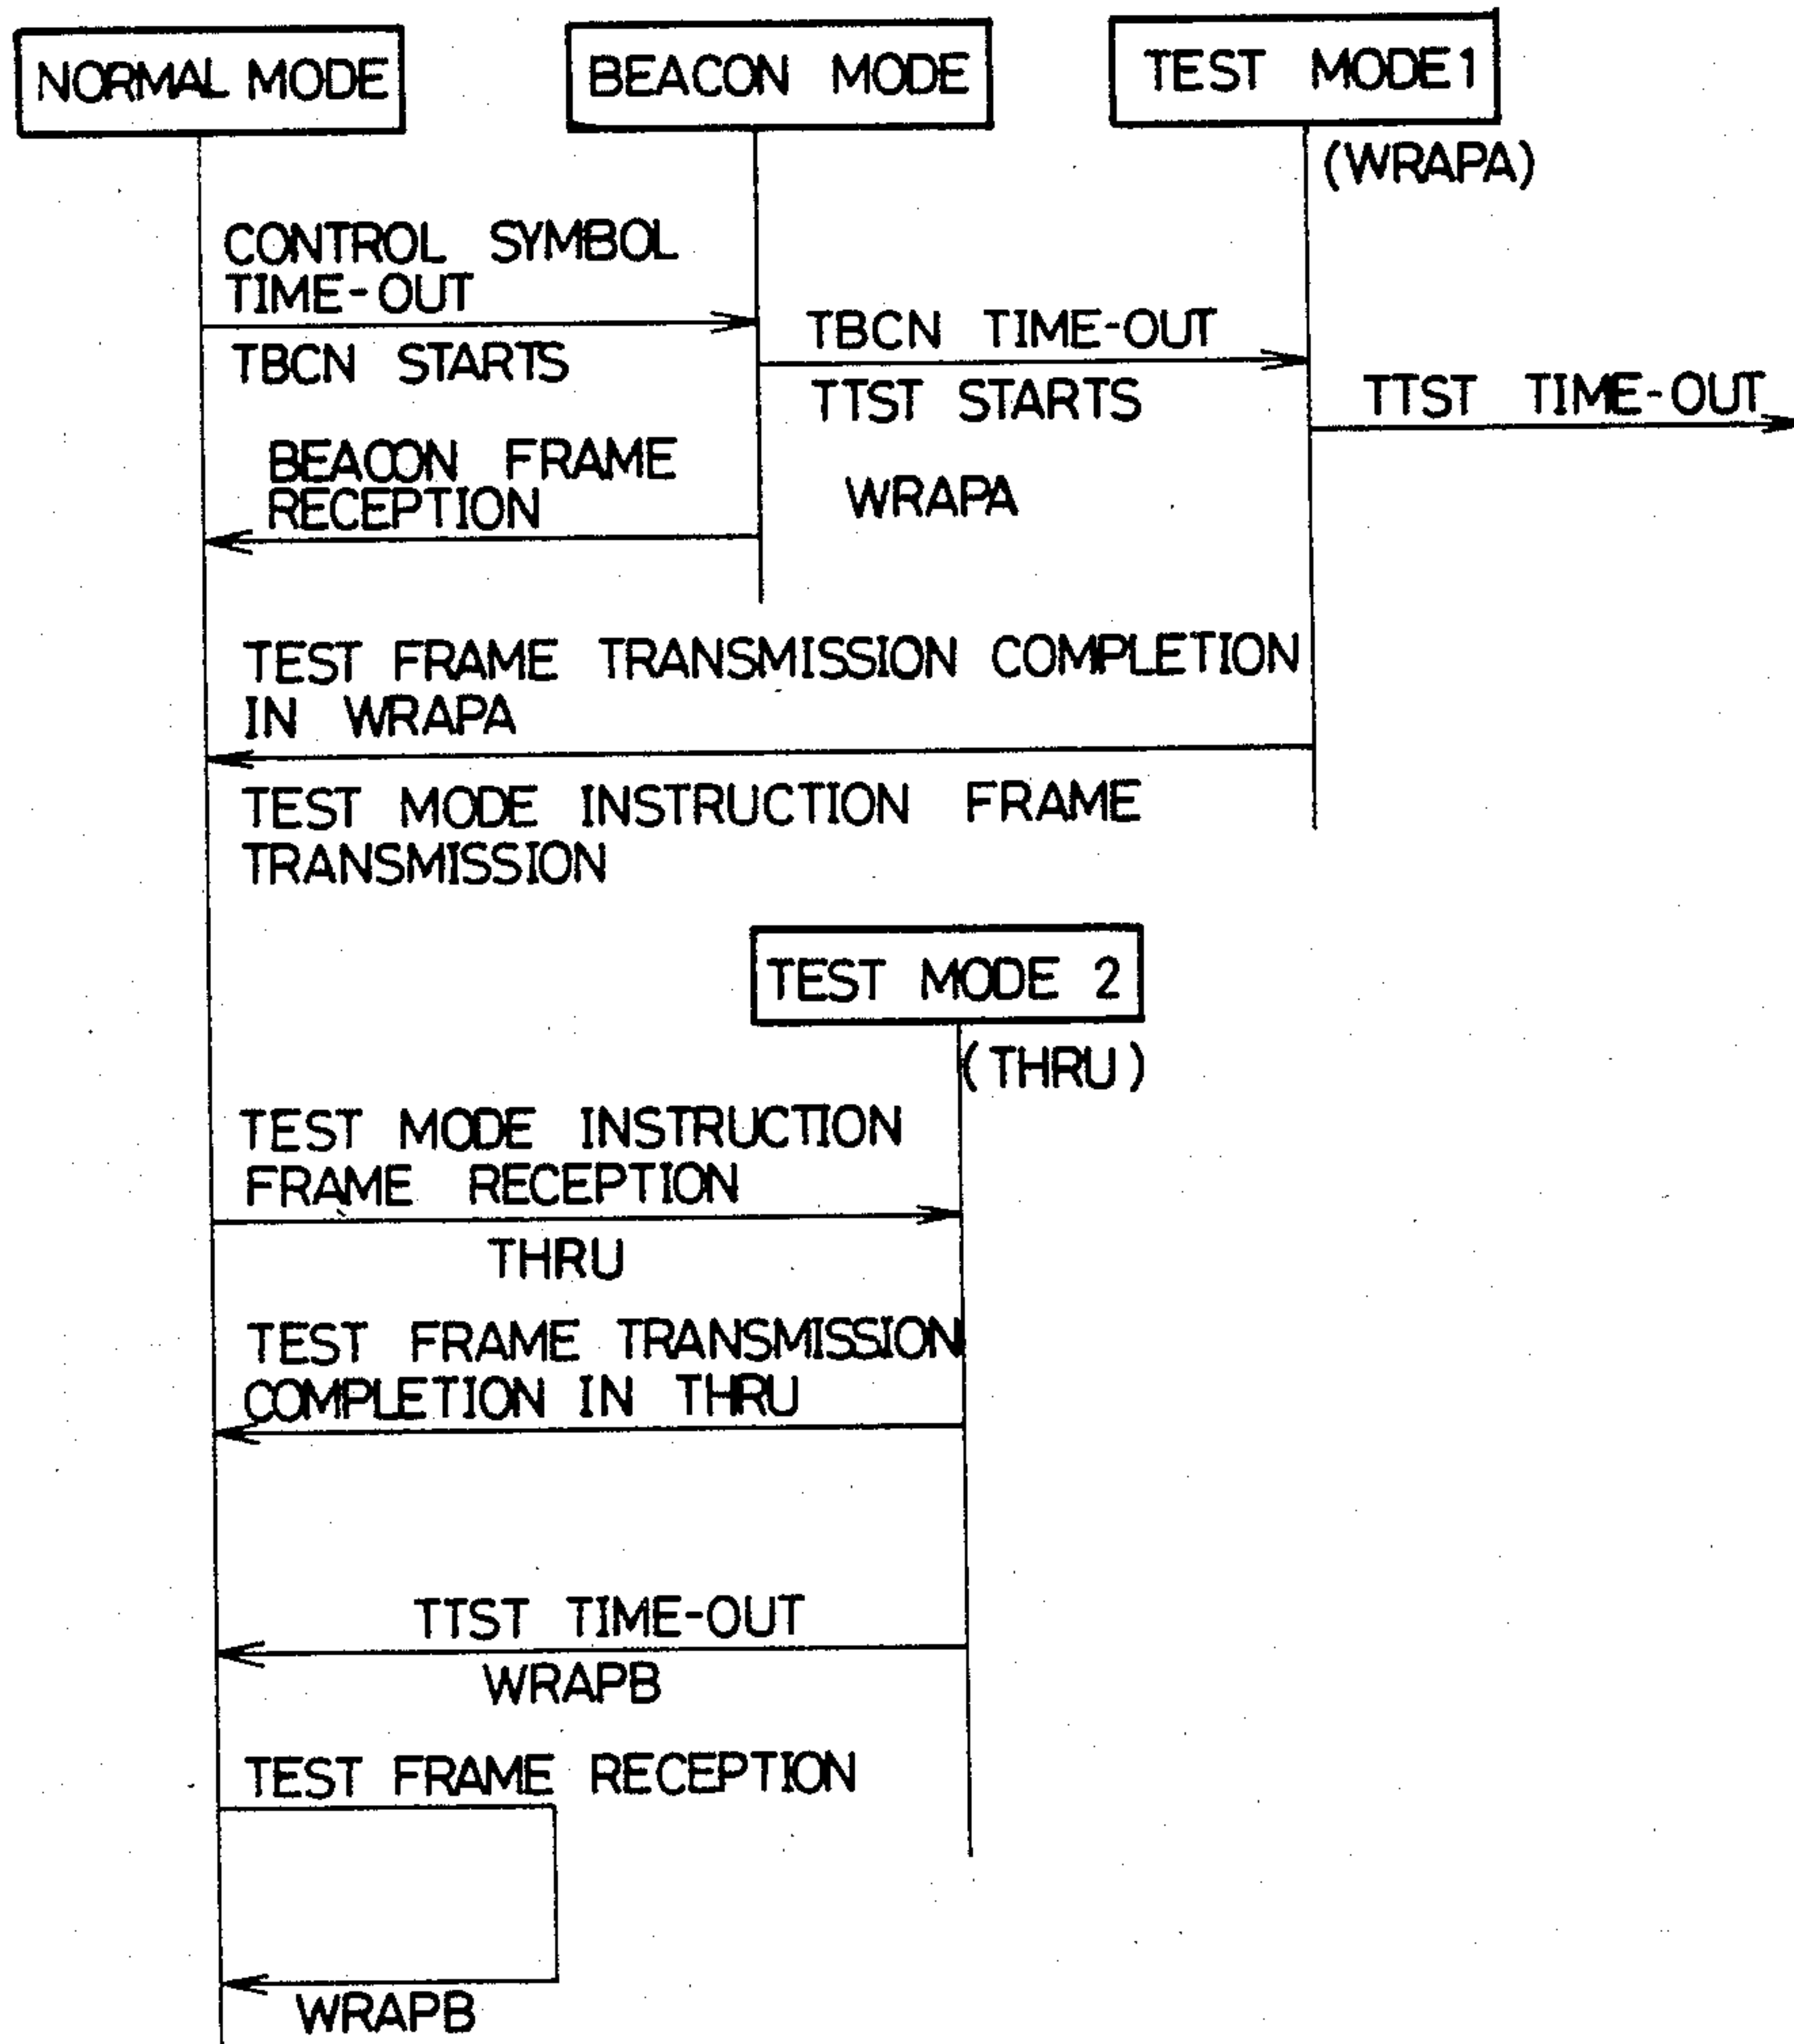 NORMAL MODE
BEACON MODE
TEST MODE1
(WRAPA)
CONTROL SYMBOL
TIME-OUT
TBCN STARTS
TBCN TIME-OUT
TTST STARTS
TTST TIME-OUT
BEACON FRAME
RECEPTION
WRAPA
TEST FRAME TRANSMISSION COMPLETION
IN WRAPA
TEST MODE INSTRUCTION FRAME
TRANSMISSION
TEST MODE 2
(THRU)
TEST MODE INSTRUCTION
FRAME RECEPTION
THRU
TEST FRAME TRANSMISSION
COMPLETION IN THRU
TTST TIME-OUT
WRAPB
TEST FRAME RECEPTION
WRAPB